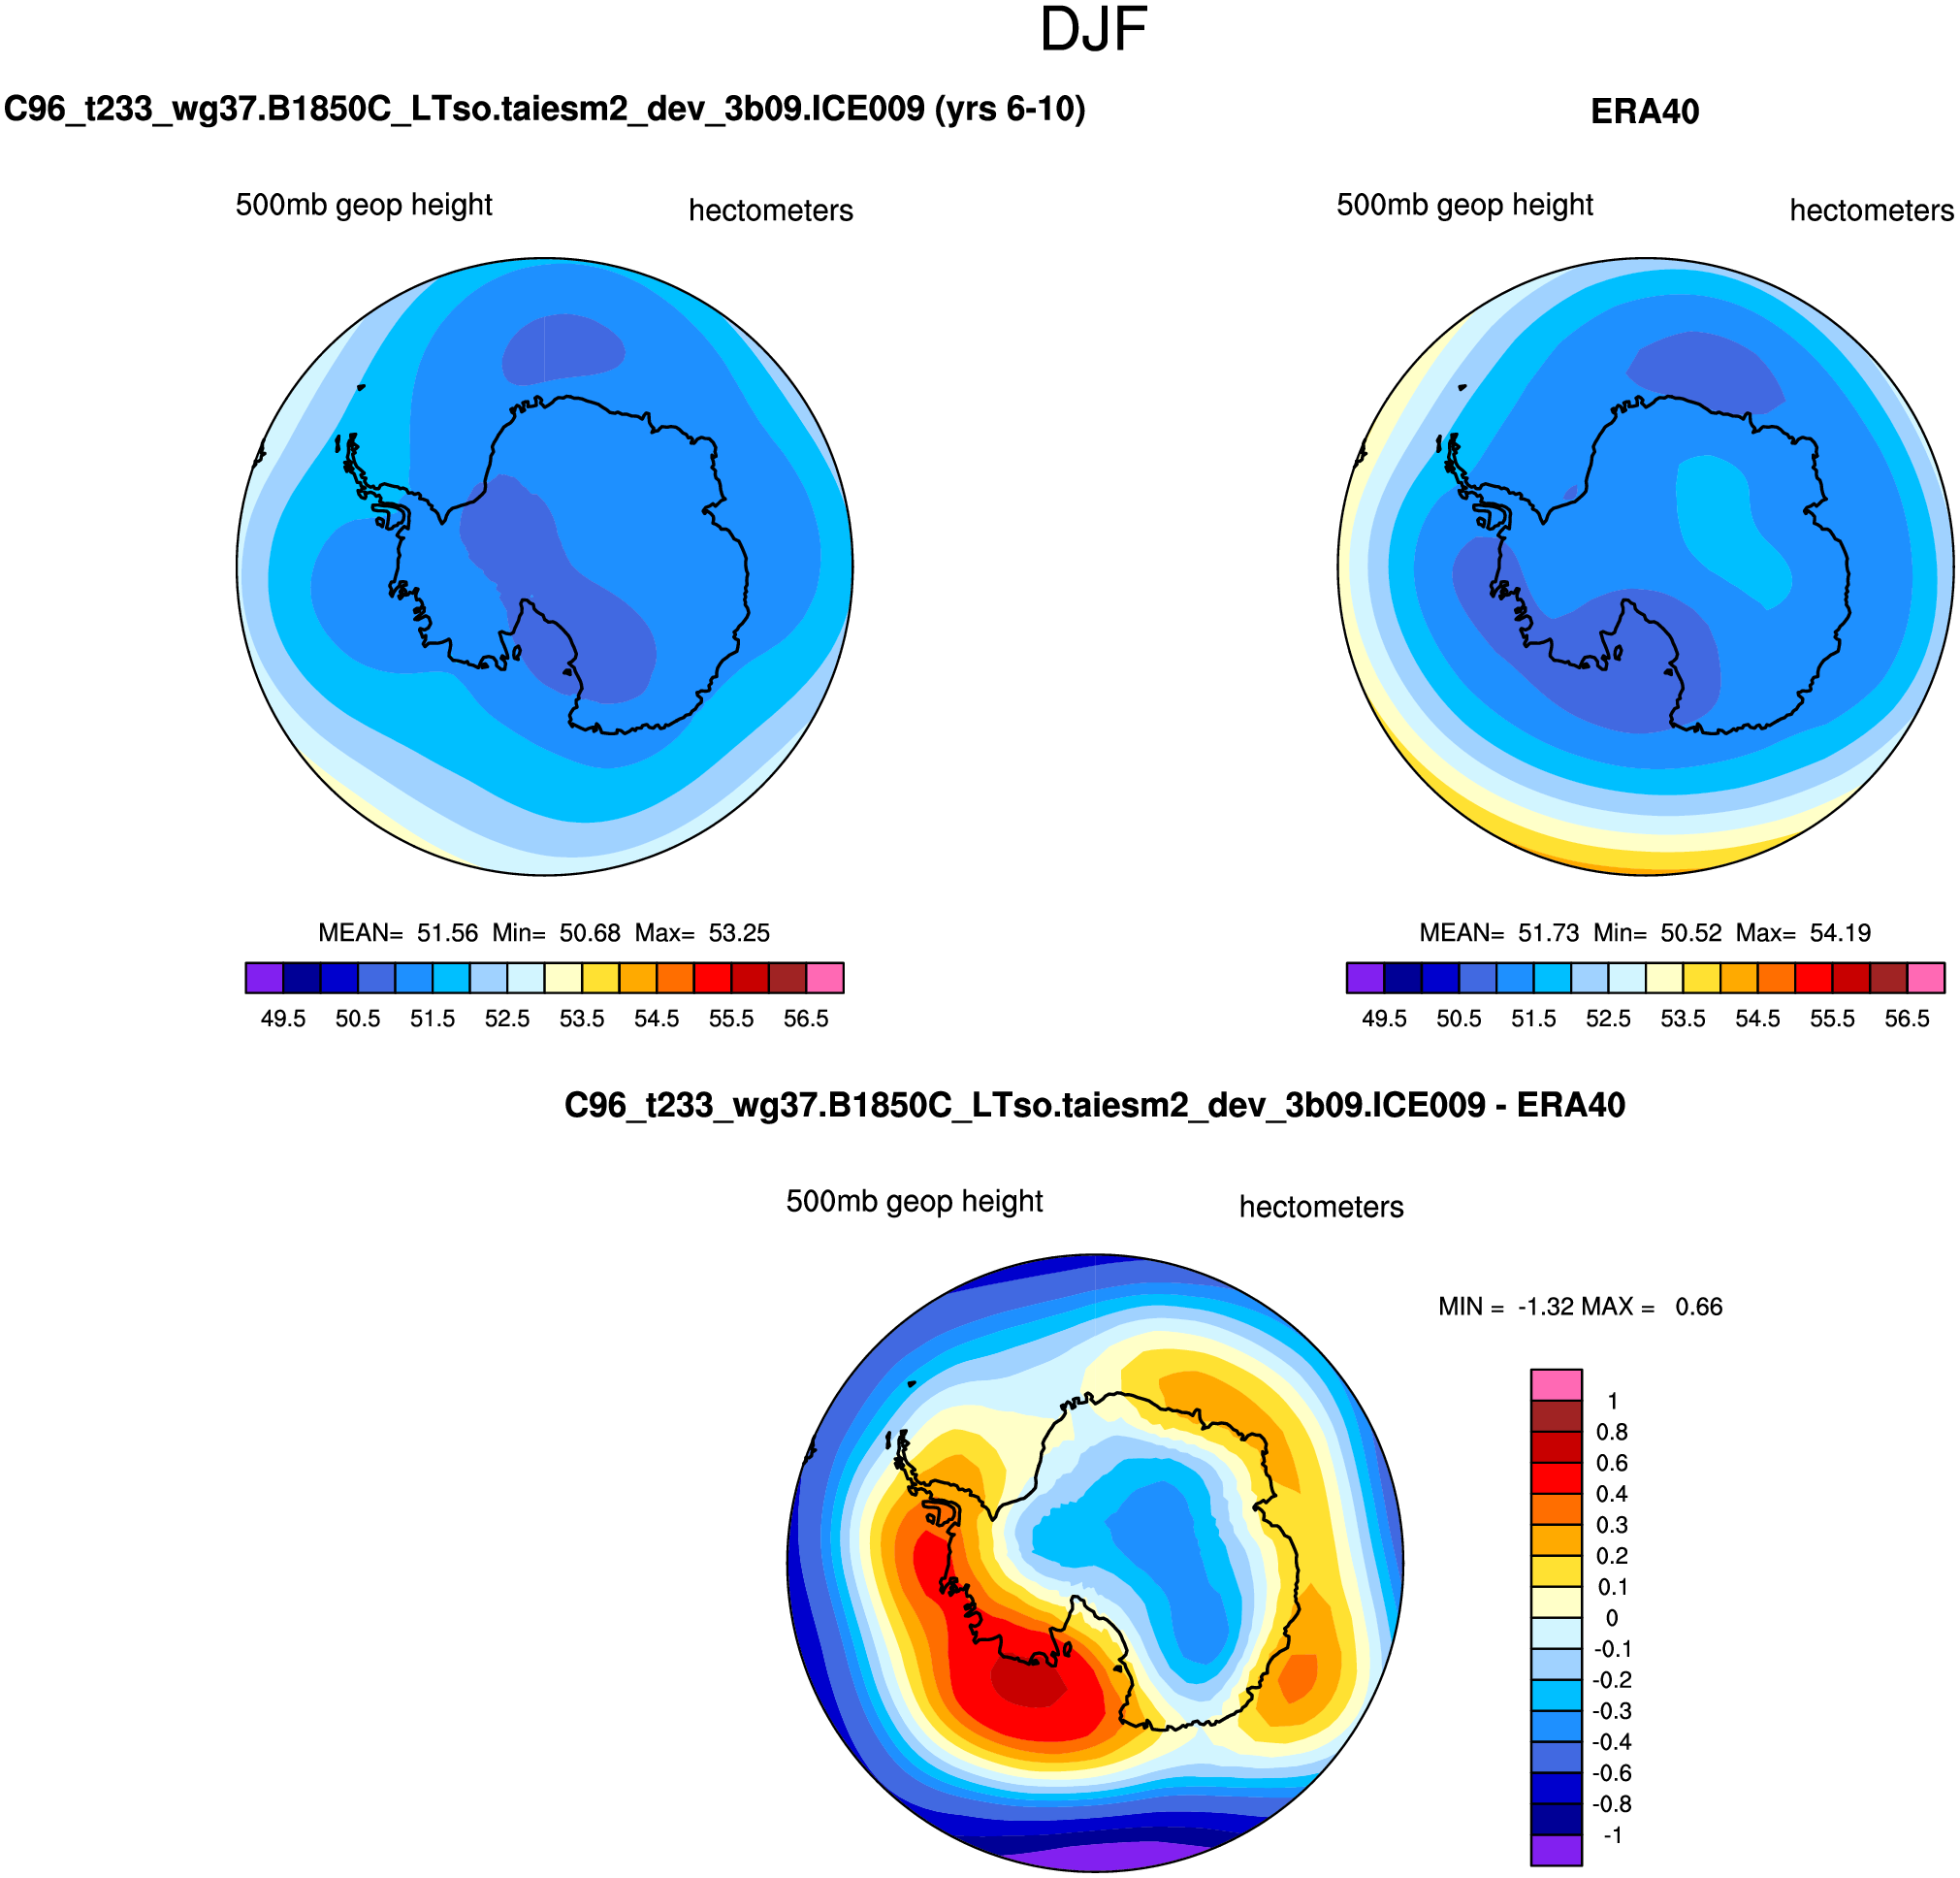 DJF
C96_t233_wg37.B1850C_LTso.taiesm2_dev_3b09.ICE009 (yrs 6-10)
ERA40
500mb geop height hectometers
500mb geop height hectometers
MEAN= 51.56 Min= 50.68 Max= 53.25
MEAN= 51.73 Min= 50.52 Max= 54.19
49.5 50.5 51.5 52.5 53.5 54.5 55.5 56.5
49.5 50.5 51.5 52.5 53.5 54.5 55.5 56.5
C96_t233_wg37.B1850C_LTso.taiesm2_dev_3b09.ICE009 - ERA40
500mb geop height hectometers
MIN = -1.32 MAX = 0.66
1
0.8
0.6
0.4
0.3
0.2
0.1
0
-0.1
-0.2
-0.3
-0.4
-0.6
-0.8
-1